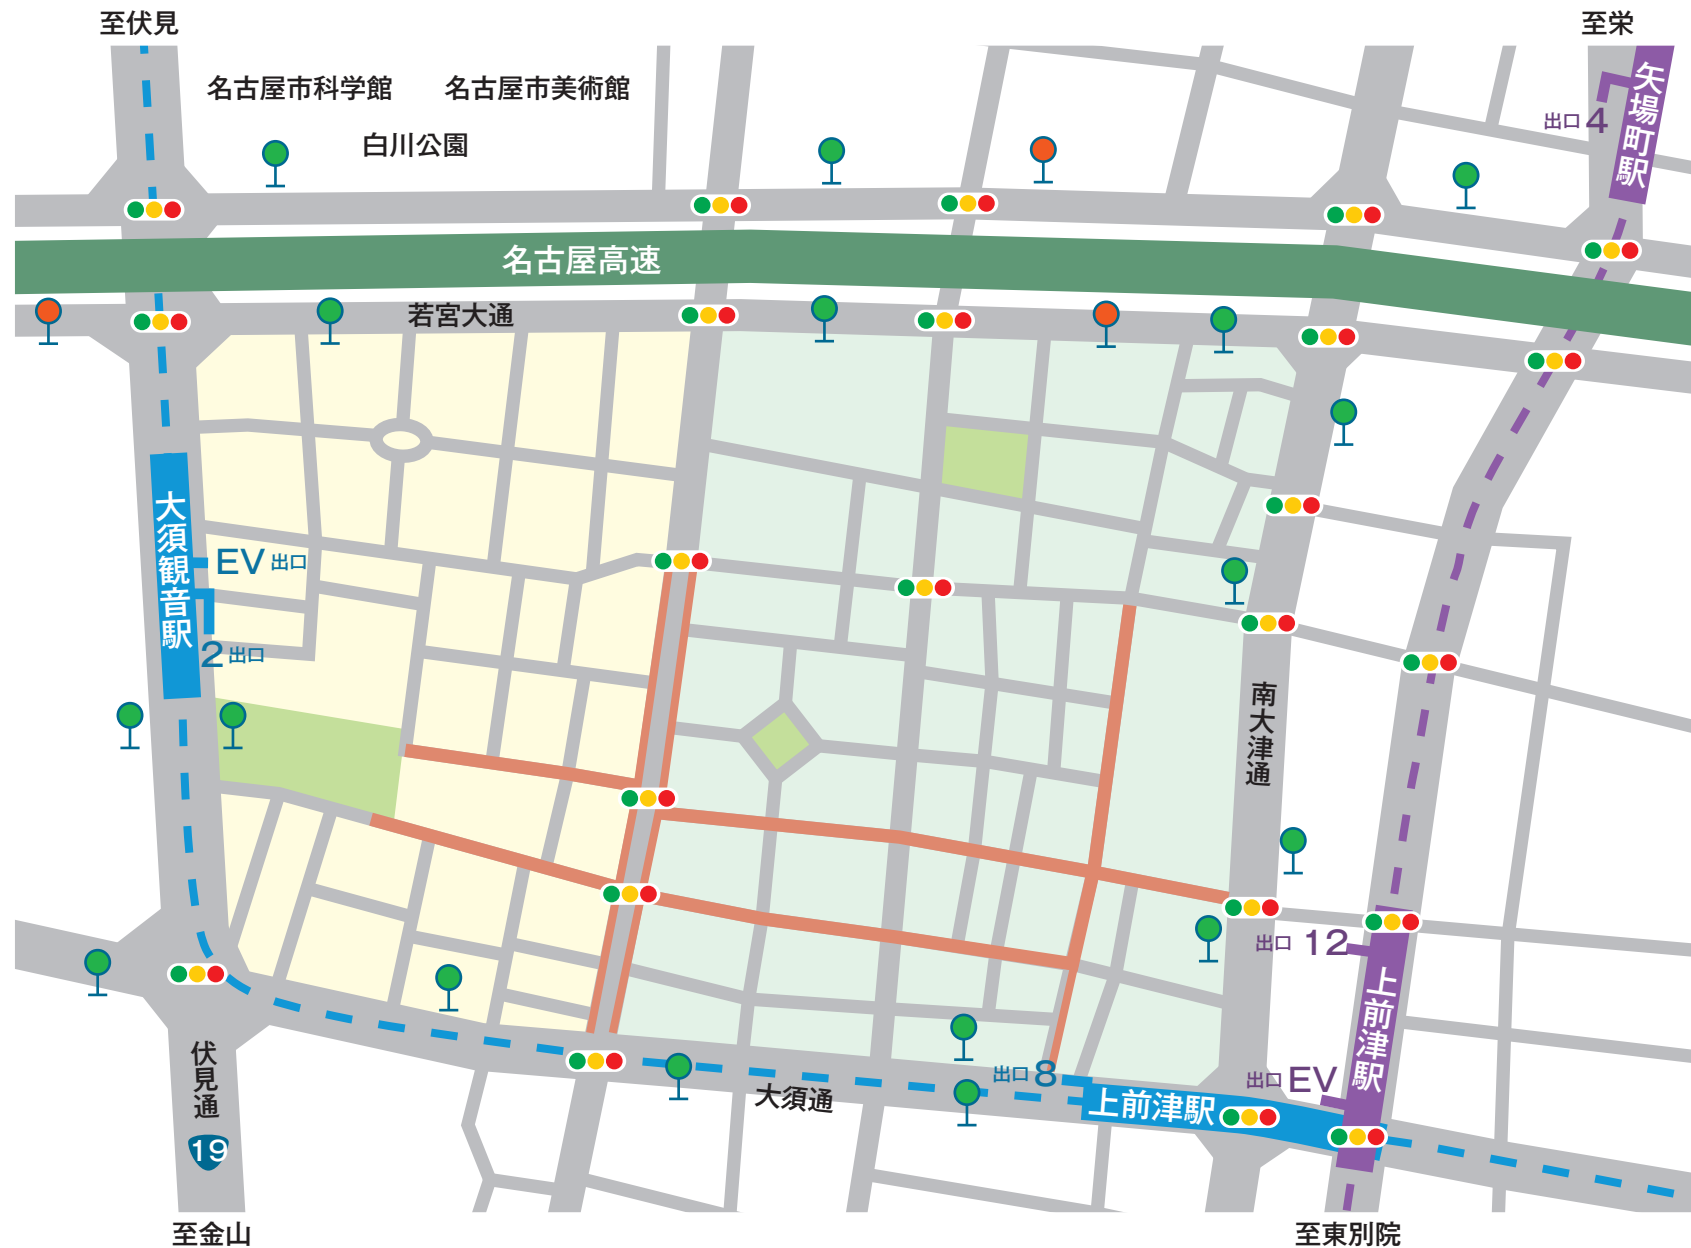 至伏見
至栄
名古屋市科学館
名古屋市美術館
白川公園
矢場町駅
出口 4
名古屋高速
若宮大通
大須観音駅
EV 出口
2 出口
南大津通
出口 12
上前津駅
出口 EV
出口 8
上前津駅
大須通
伏見通
19
至金山
至東別院